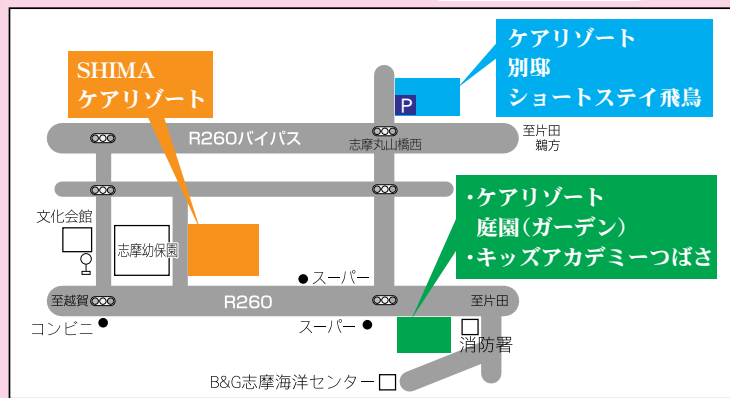 ケアリゾート
別邸
ショートステイ飛鳥
SHIMA
ケアリゾート
P
R260バイパス
志摩丸山橋西
至片田
鵜方
・ケアリゾート
庭園(ガーデン)
・キッズアカデミーつばさ
文化会館
志摩幼保園
スーパー
至越賀
R260
至片田
コンビニ
スーパー
消防署
B&G志摩海洋センター